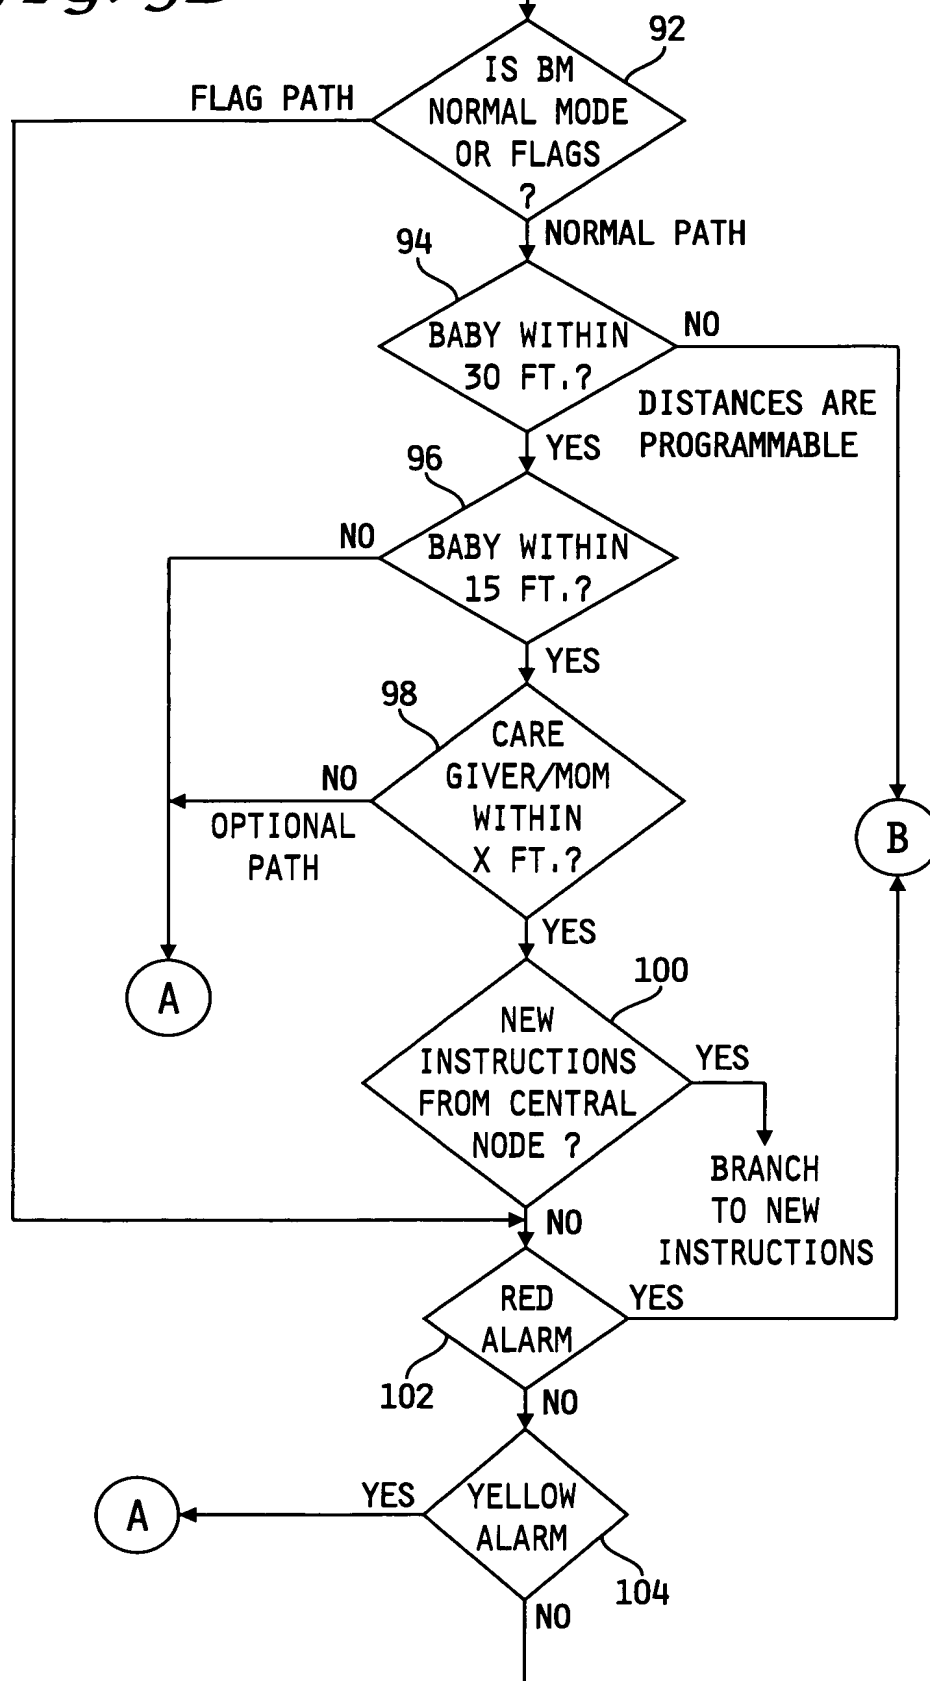 92
IS BM
NORMAL MODE
OR FLAGS
?
FLAG PATH
NORMAL PATH
94
BABY WITHIN
30 FT.?
NO
DISTANCES ARE
PROGRAMMABLE
YES
96
BABY WITHIN
15 FT.?
NO
YES
98
CARE
GIVER/MOM
WITHIN
X FT.?
NO
OPTIONAL
PATH
B
YES
A
100
NEW
INSTRUCTIONS
FROM CENTRAL
NODE ?
YES
BRANCH
TO NEW
INSTRUCTIONS
NO
RED
ALARM
YES
102
NO
YELLOW
ALARM
YES
A
104
NO